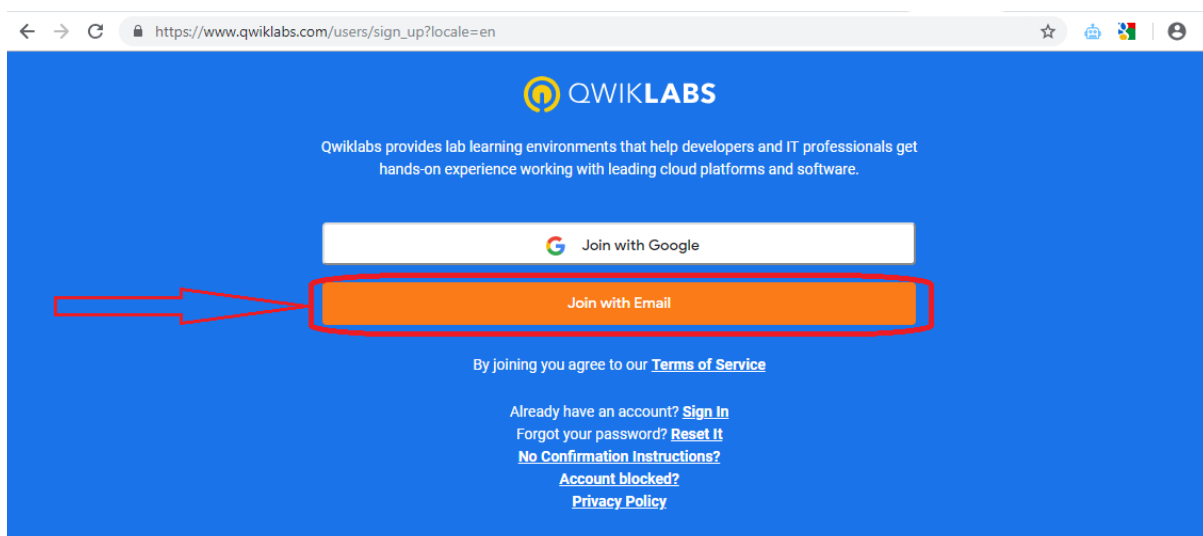 https://www.qwiklabs.com/users/sign_up?locale=en
QWIKLABS
Qwiklabs provides lab learning environments that help developers and IT professionals get
hands-on experience working with leading cloud platforms and software.
Join with Google
Join with Email
By joining you agree to our Terms of Service
Already have an account? Sign In
Forgot your password? Reset It
No Confirmation Instructions?
Account blocked?
Privacy Policy